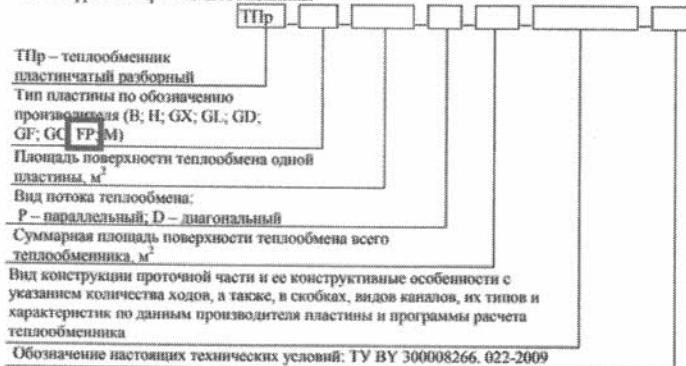 ТПр
ТПр – теплообменник
пластинчатый разборный
Тип пластины по обозначению
производителя (В; Н; GX; GL; GD;
GF; GC FP; М)
Площадь поверхности теплообмена одной
пластины, м²
Вид потока теплообмена:
Р – параллельный; D – диагональный
Суммарная площадь поверхности теплообмена всего
теплообменника, м²
Вид конструкции проточной части и ее конструктивные особенности с
указанием количества ходов, а также, в скобках, видов каналов, их типов и
характеристик по данным производителя пластины и программы расчета
теплообменника
Обозначение настоящих технических условий: ТУ BY 300008266. 022-2009